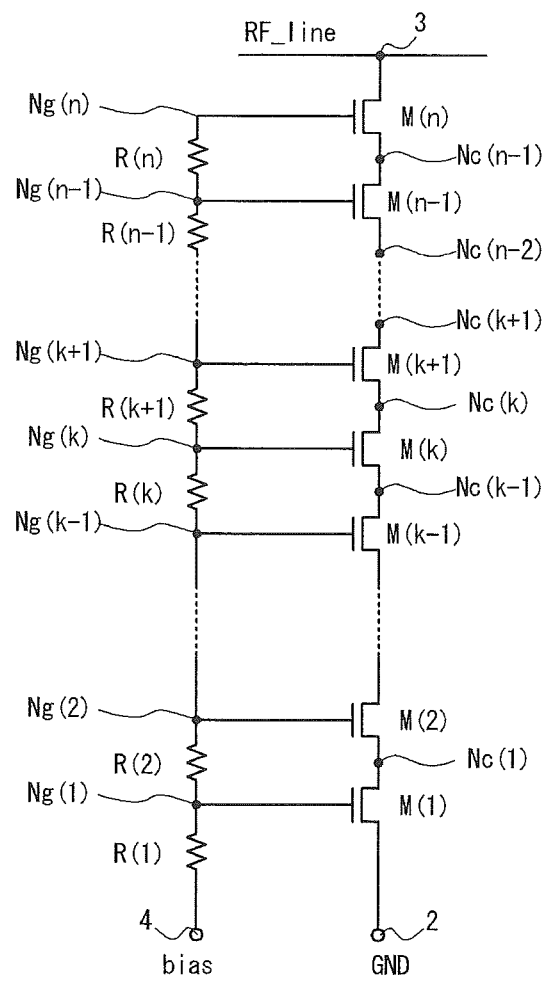 RF_line
3
Ng(n)
M(n)
R(n)
Nc(n-1)
Ng(n-1)
M(n-1)
R(n-1)
Nc(n-2)
Nc(k+1)
Ng(k+1)
M(k+1)
R(k+1)
Nc(k)
Ng(k)
M(k)
R(k)
Nc(k-1)
Ng(k-1)
M(k-1)
Ng(2)
M(2)
R(2)
Nc(1)
Ng(1)
M(1)
R(1)
4
2
bias
GND